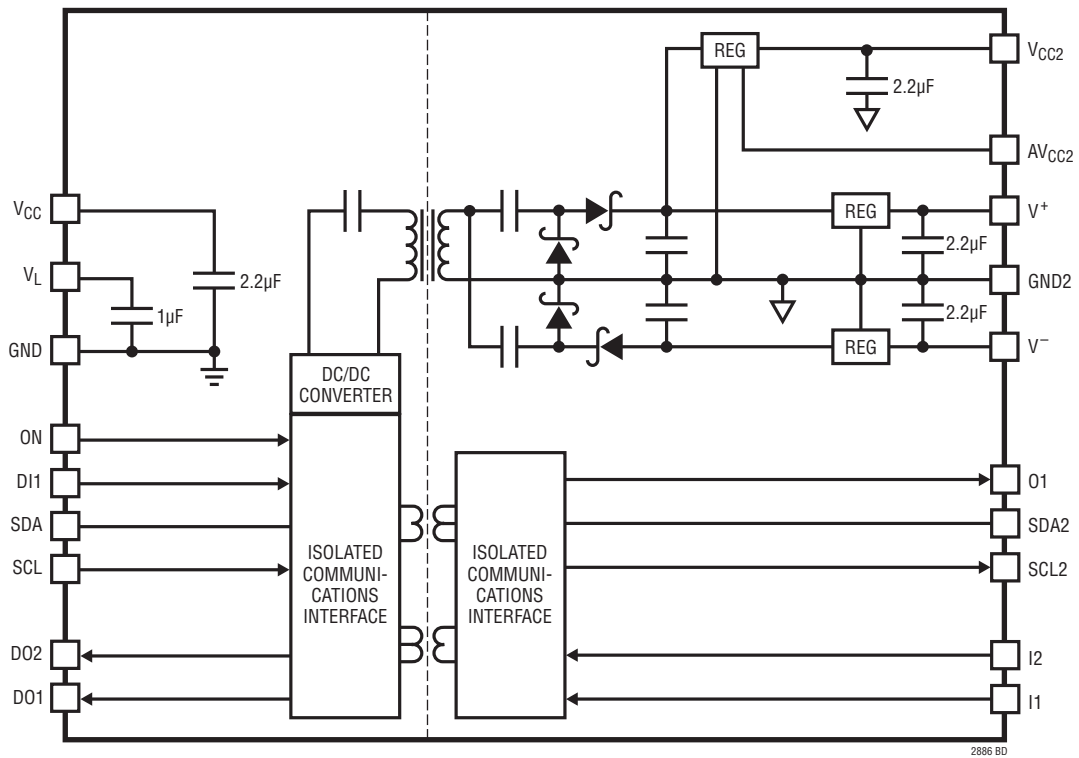 REG
VCC2
2.2µF
AVCC2
VCC
REG
V+
2.2µF
VL
2.2µF
GND2
1µF
2.2µF
GND
REG
V−
DC/DC
CONVERTER
ON
DI1
O1
SDA
SDA2
SCL
SCL2
ISOLATED
COMMUNI-
CATIONS
INTERFACE
ISOLATED
COMMUNI-
CATIONS
INTERFACE
DO2
I2
DO1
I1
2886 BD